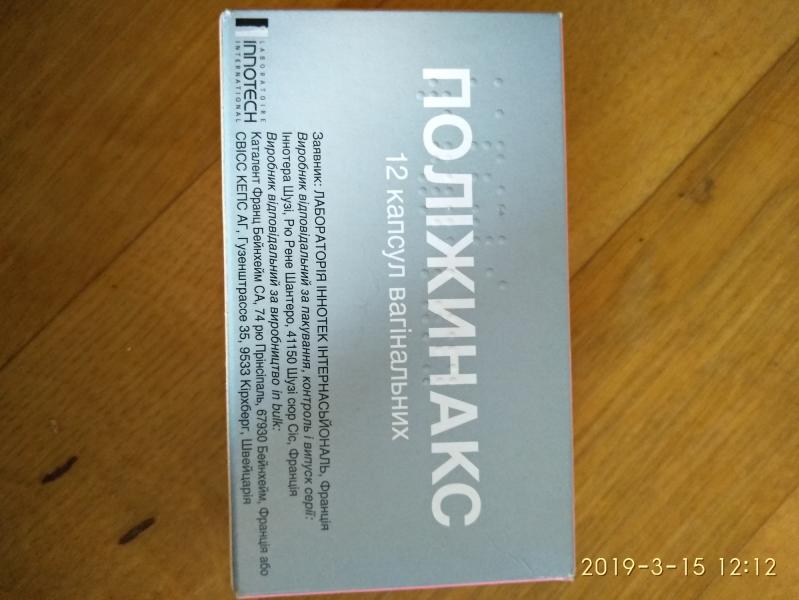 ПОЛІЖИНАКС
12 капсул вагінальних
Заявник: ЛАБОРАТОРІЯ ІННОТЕК ІНТЕРНАСЬЙОНАЛЬ, Франція
Виробник відповідальний за пакування, контроль і випуск серії:
Іннотера Шузі, Рю Рене Шантеро, 41150 Шузі сюр Сіс, Франція
Виробник відповідальний за виробництво in bulk:
Каталент Франц Бейнхейм СА, 74 рю Прінсіпаль, 67930 Бейнхейм, Франція або
СВІСС КЕПС АГ, Гузенштрассе 35, 9533 Кірхберг, Швейцарія
LABORATOIRE
INNOTECH
INTERNATIONAL
2019-3-15 12:12